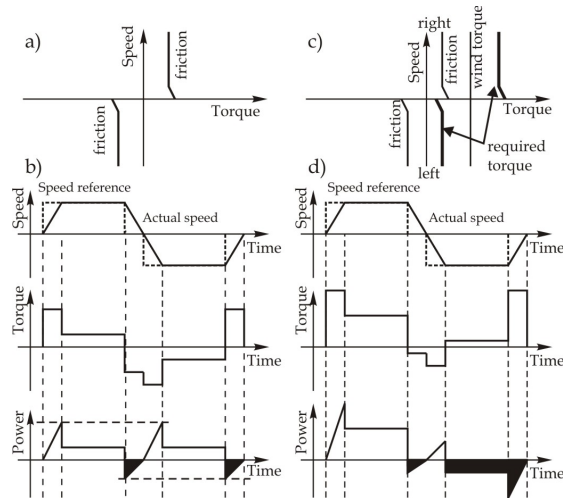 a)
Speed
friction
friction
Torque
b)
Speed
Speed reference
Actual speed
Time
Torque
Time
Power
Time
c)
right
Speed
friction
wind torque
Torque
friction
required
torque
left
d)
Speed
Speed reference
Actual speed
Time
Torque
Time
Power
Time